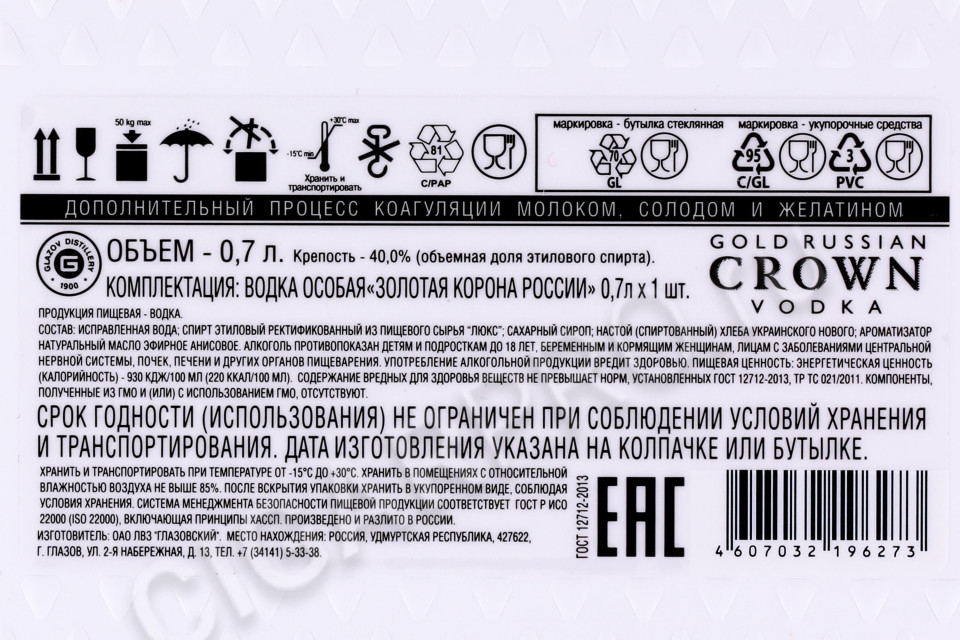 50 kg max
+30°C max
-15°C min
Хранить и
транспортировать
81
C/PAP
маркировка - бутылка стеклянная
70
GL
маркировка - укупорочные средства
95
C/GL
3
PVC
ДОПОЛНИТЕЛЬНЫЙ ПРОЦЕСС КОАГУЛЯЦИИ МОЛОКОМ, СОЛОДОМ И ЖЕЛАТИНОМ
GLAZOV DISTILLERY
G
· 1900 ·
ОБЪЕМ - 0,7 л. Крепость - 40,0% (объемная доля этилового спирта).
КОМПЛЕКТАЦИЯ: ВОДКА ОСОБАЯ«ЗОЛОТАЯ КОРОНА РОССИИ» 0,7л х 1 шт.
GOLD RUSSIAN
CROWN
VODKA
ПРОДУКЦИЯ ПИЩЕВАЯ - ВОДКА.
СОСТАВ: ИСПРАВЛЕННАЯ ВОДА; СПИРТ ЭТИЛОВЫЙ РЕКТИФИКОВАННЫЙ ИЗ ПИЩЕВОГО СЫРЬЯ "ЛЮКС"; САХАРНЫЙ СИРОП; НАСТОЙ (СПИРТОВАННЫЙ) ХЛЕБА УКРАИНСКОГО НОВОГО; АРОМАТИЗАТОР
НАТУРАЛЬНЫЙ МАСЛО ЭФИРНОЕ АНИСОВОЕ. АЛКОГОЛЬ ПРОТИВОПОКАЗАН ДЕТЯМ И ПОДРОСТКАМ ДО 18 ЛЕТ, БЕРЕМЕННЫМ И КОРМЯЩИМ ЖЕНЩИНАМ, ЛИЦАМ С ЗАБОЛЕВАНИЯМИ ЦЕНТРАЛЬНОЙ
НЕРВНОЙ СИСТЕМЫ, ПОЧЕК, ПЕЧЕНИ И ДРУГИХ ОРГАНОВ ПИЩЕВАРЕНИЯ. УПОТРЕБЛЕНИЕ АЛКОГОЛЬНОЙ ПРОДУКЦИИ ВРЕДИТ ЗДОРОВЬЮ. ПИЩЕВАЯ ЦЕННОСТЬ: ЭНЕРГЕТИЧЕСКАЯ ЦЕННОСТЬ
(КАЛОРИЙНОСТЬ) - 930 КДЖ/100 МЛ (220 ККАЛ/100 МЛ). СОДЕРЖАНИЕ ВРЕДНЫХ ДЛЯ ЗДОРОВЬЯ ВЕЩЕСТВ НЕ ПРЕВЫШАЕТ НОРМ, УСТАНОВЛЕННЫХ ГОСТ 12712-2013, ТР ТС 021/2011. КОМПОНЕНТЫ,
ПОЛУЧЕННЫЕ ИЗ ГМО И (ИЛИ) С ИСПОЛЬЗОВАНИЕМ ГМО, ОТСУТСТВУЮТ.
СРОК ГОДНОСТИ (ИСПОЛЬЗОВАНИЯ) НЕ ОГРАНИЧЕН ПРИ СОБЛЮДЕНИИ УСЛОВИЙ ХРАНЕНИЯ
И ТРАНСПОРТИРОВАНИЯ. ДАТА ИЗГОТОВЛЕНИЯ УКАЗАНА НА КОЛПАЧКЕ ИЛИ БУТЫЛКЕ.
ХРАНИТЬ И ТРАНСПОРТИРОВАТЬ ПРИ ТЕМПЕРАТУРЕ ОТ -15°С ДО +30°С. ХРАНИТЬ В ПОМЕЩЕНИЯХ С ОТНОСИТЕЛЬНОЙ
ВЛАЖНОСТЬЮ ВОЗДУХА НЕ ВЫШЕ 85%. ПОСЛЕ ВСКРЫТИЯ УПАКОВКИ ХРАНИТЬ В УКУПОРЕННОМ ВИДЕ, СОБЛЮДАЯ
УСЛОВИЯ ХРАНЕНИЯ. СИСТЕМА МЕНЕДЖМЕНТА БЕЗОПАСНОСТИ ПИЩЕВОЙ ПРОДУКЦИИ СООТВЕТСТВУЕТ ГОСТ Р ИСО
22000 (ISO 22000), ВКЛЮЧАЮЩАЯ ПРИНЦИПЫ ХАССП. ПРОИЗВЕДЕНО И РАЗЛИТО В РОССИИ.
ИЗГОТОВИТЕЛЬ: ОАО ЛВЗ "ГЛАЗОВСКИЙ". МЕСТО НАХОЖДЕНИЯ: РОССИЯ, УДМУРТСКАЯ РЕСПУБЛИКА, 427622,
Г. ГЛАЗОВ, УЛ. 2-Я НАБЕРЕЖНАЯ, Д. 13, ТЕЛ. +7 (34141) 5-33-38.
ГОСТ 12712-2013
EAC
4 607032 196273
CIGARPRO.ru